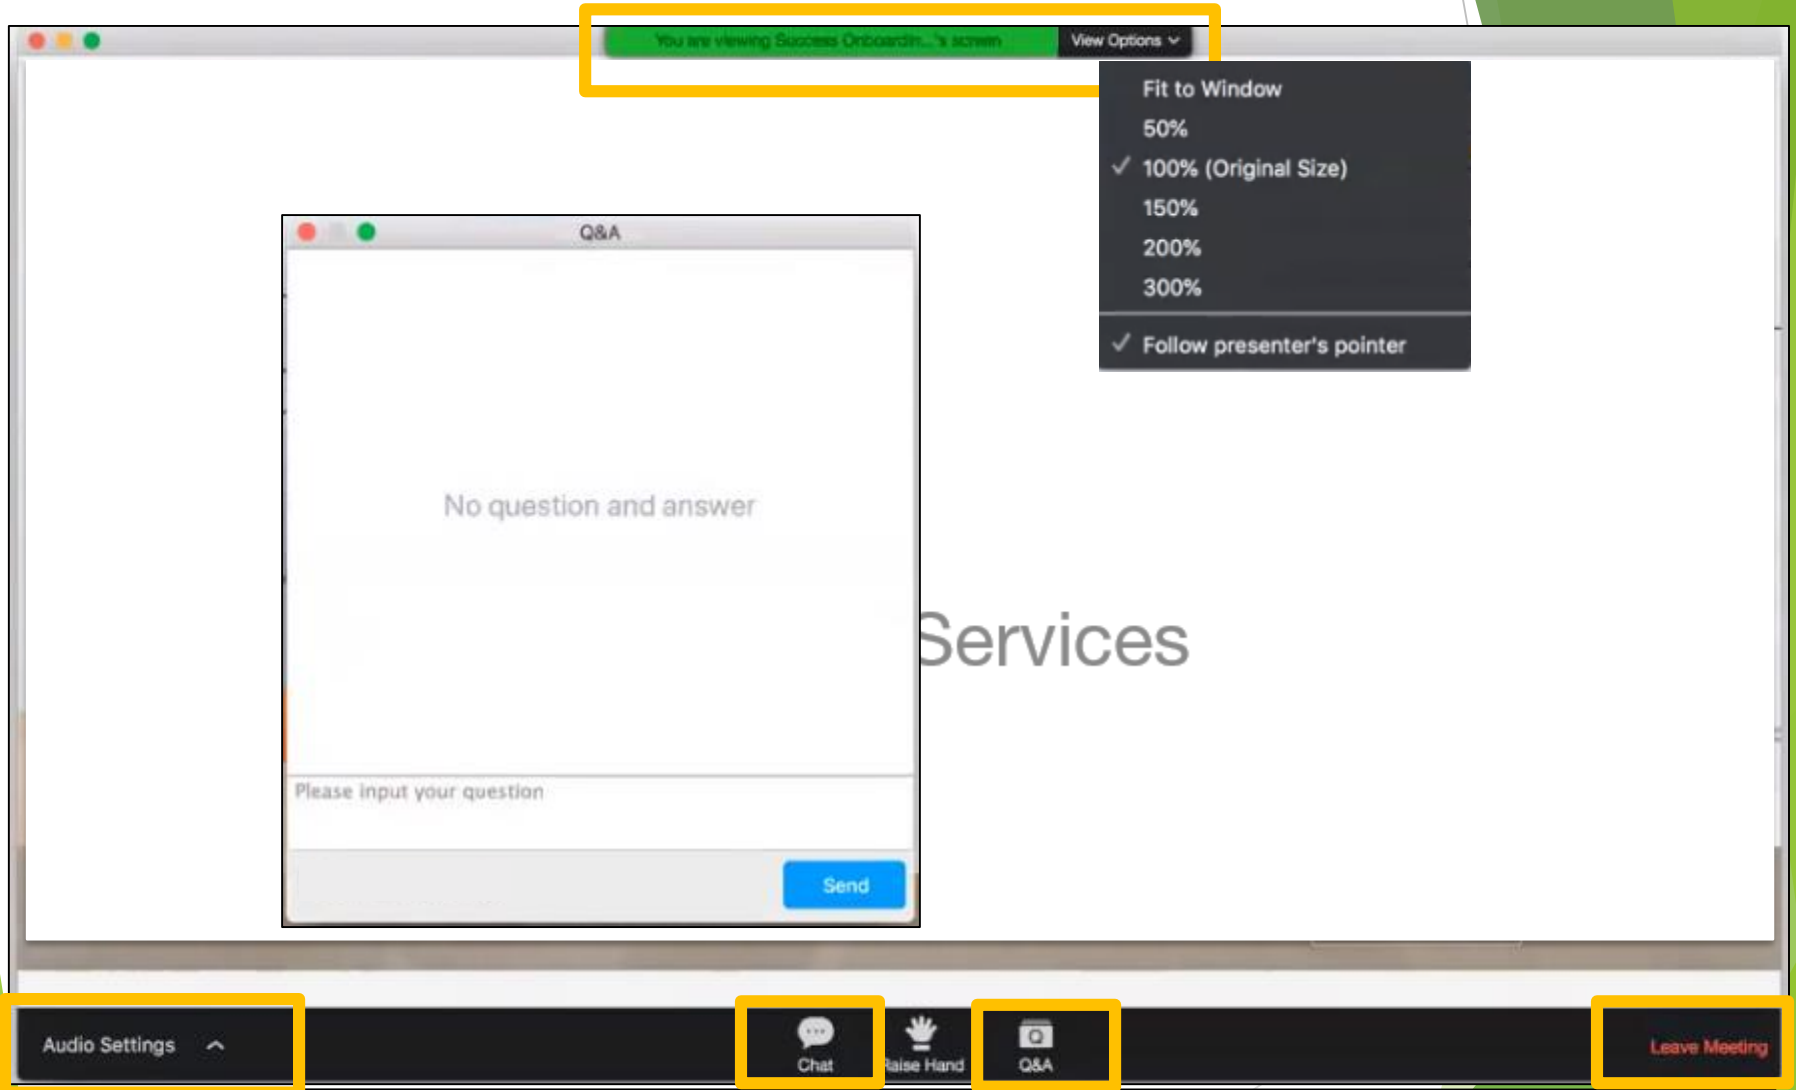 You are viewing Success Onboardin...'s screen
View Options
Fit to Window
50%
100% (Original Size)
150%
200%
300%
Follow presenter's pointer
Q&A
No question and answer
Services
Please input your question
Send
Audio Settings
Chat
Raise Hand
Q&A
Leave Meeting